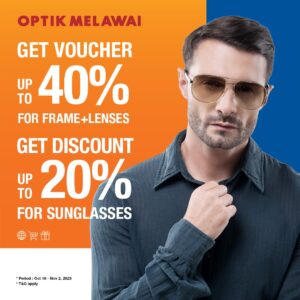 OPTIK MELAWAI
GET VOUCHER
UP TO 40%
FOR FRAME+LENSES
GET DISCOUNT
UP TO 20%
FOR SUNGLASSES
* Period : Oct 19 - Nov 2, 2023
* T&C apply